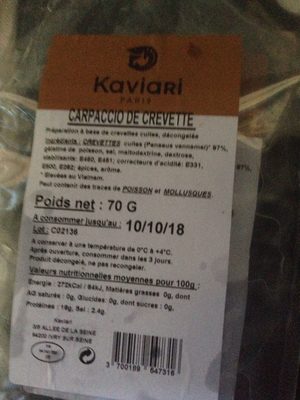 Kaviari
PARIS
CARPACCIO DE CREVETTE
Préparation à base de crevettes cuites, décongelée
Ingrédients : CREVETTES cuites (Penaeus vannamei)* 97%,
gélatine de poisson, sel, maltodextrine, dextrose,
stabilisants: E460, E461; correcteurs d'acidité: E331,
E500, E262; épices, arôme.
* Elevées au Vietnam.
Peut contenir des traces de POISSON et MOLLUSQUES.
Poids net : 70 G
A consommer jusqu'au : 10/10/18
Lot : C02136
A conserver à une température de 0°C à +4°C.
Après ouverture, consommer dans les 3 jours.
Produit décongelé, ne pas recongeler.
Valeurs nutritionnelles moyennes pour 100g :
Energie : 272KCal / 64kJ, Matières grasses :0g, dont
AG saturés : 0g, Glucides: 0g, dont sucres : 0g,
Protéines : 16g, Sel : 2.4g.
Kaviari
3/5 ALLEE DE LA SEINE
94200 IVRY SUR SEINE
3 700189 647316